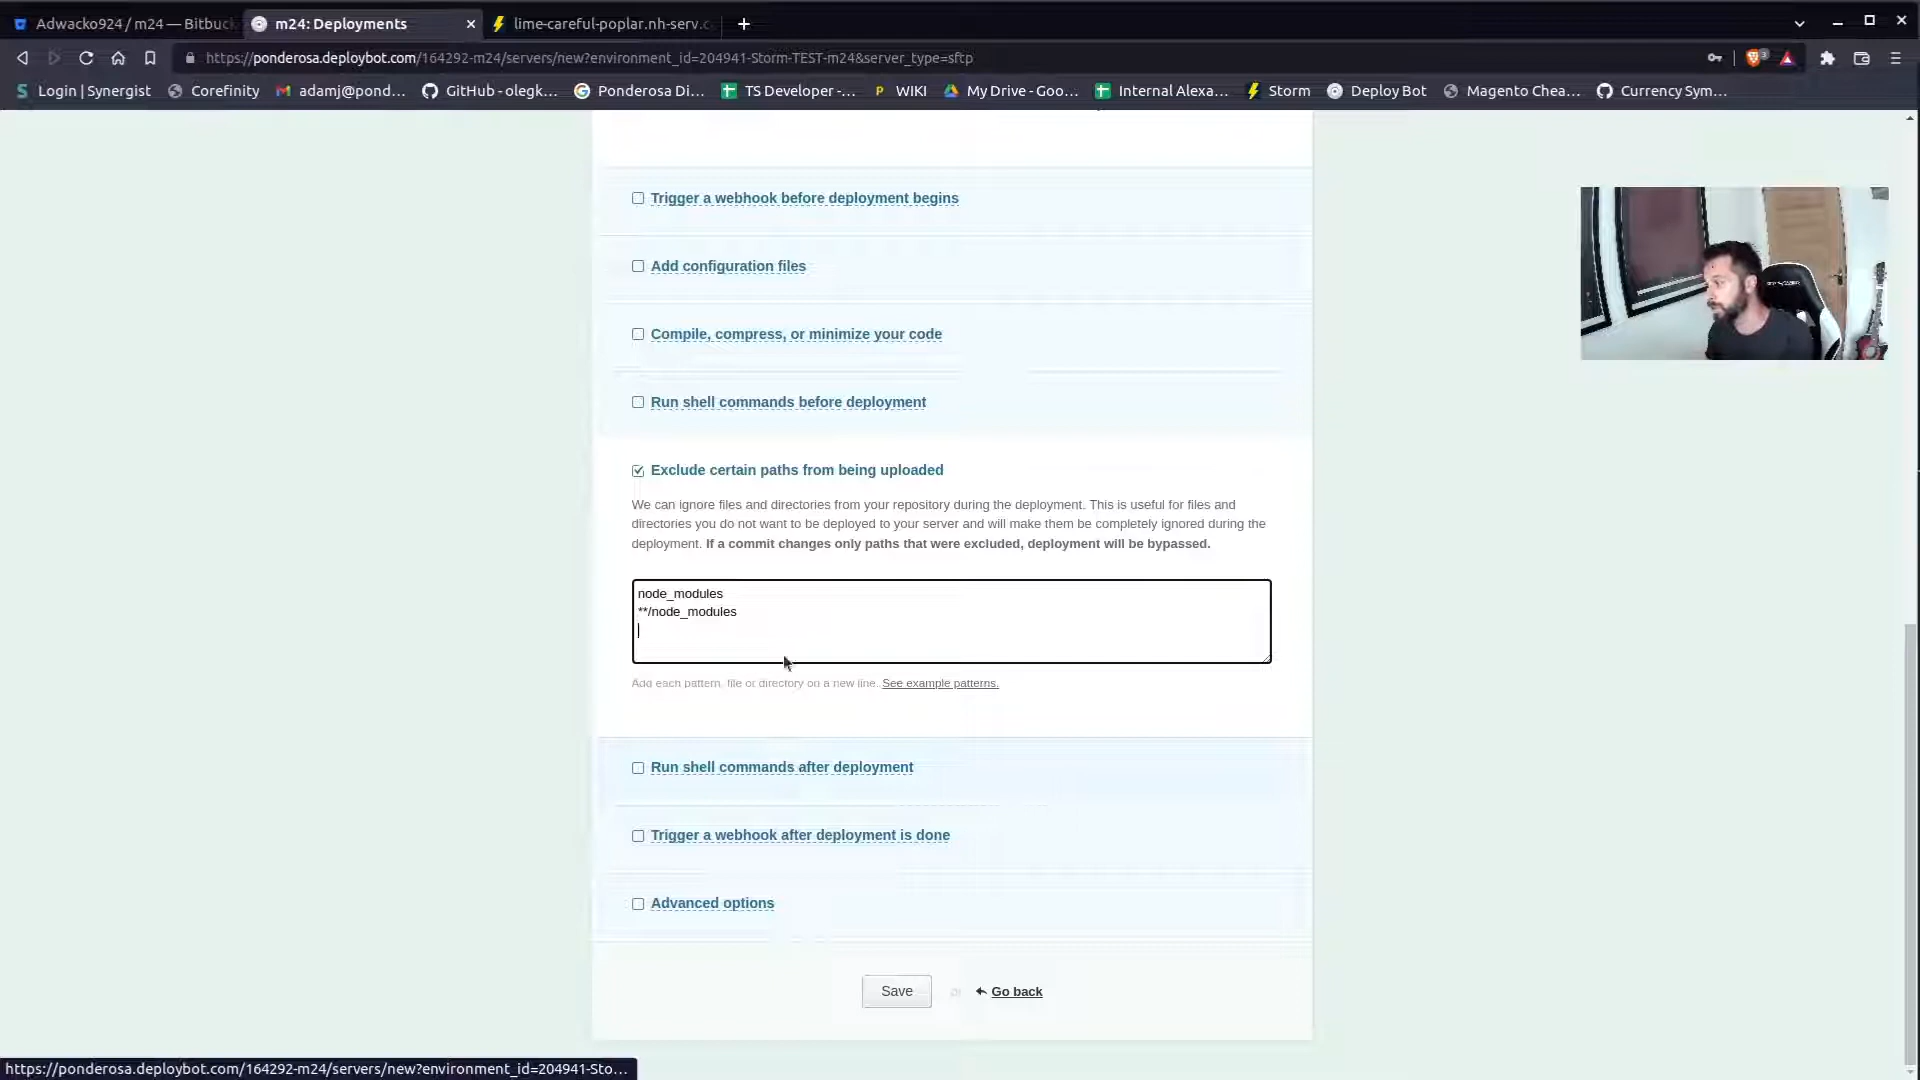 Adwacko924 / m24 — Bitbuck
m24: Deployments
lime-careful-poplar.nh-serv.c
https://ponderosa.deploybot.com/164292-m24/servers/new?environment_id=204941-Storm-TEST-m24&server_type=sftp
Login | Synergist
Corefinity
adamj@pond...
GitHub - olegk...
Ponderosa Di...
TS Developer -...
WIKI
My Drive - Goo...
Internal Alexa...
Storm
Deploy Bot
Magento Chea...
Currency Sym...
Trigger a webhook before deployment begins
Add configuration files
Compile, compress, or minimize your code
Run shell commands before deployment
Exclude certain paths from being uploaded
We can ignore files and directories from your repository during the deployment. This is useful for files and
directories you do not want to be deployed to your server and will make them be completely ignored during the
deployment. If a commit changes only paths that were excluded, deployment will be bypassed.
node_modules
**/node_modules
Add each pattern, file or directory on a new line. See example patterns.
Run shell commands after deployment
Trigger a webhook after deployment is done
Advanced options
Save or Go back
https://ponderosa.deploybot.com/164292-m24/servers/new?environment_id=204941-Sto...